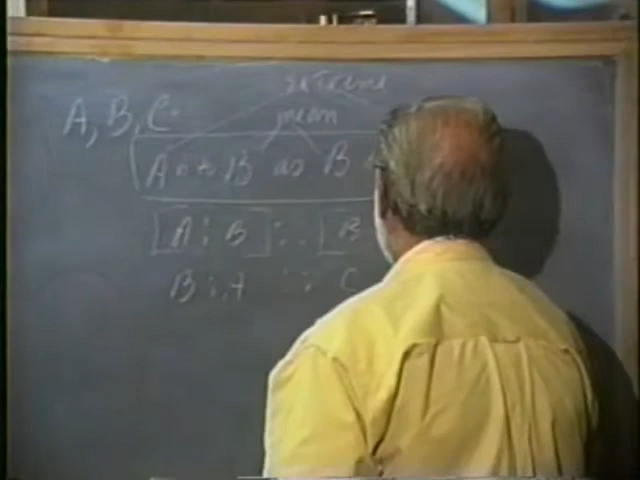 extreme
A, B, C
mean
A is to B as B
[A : B] :: [B
B : A :: C